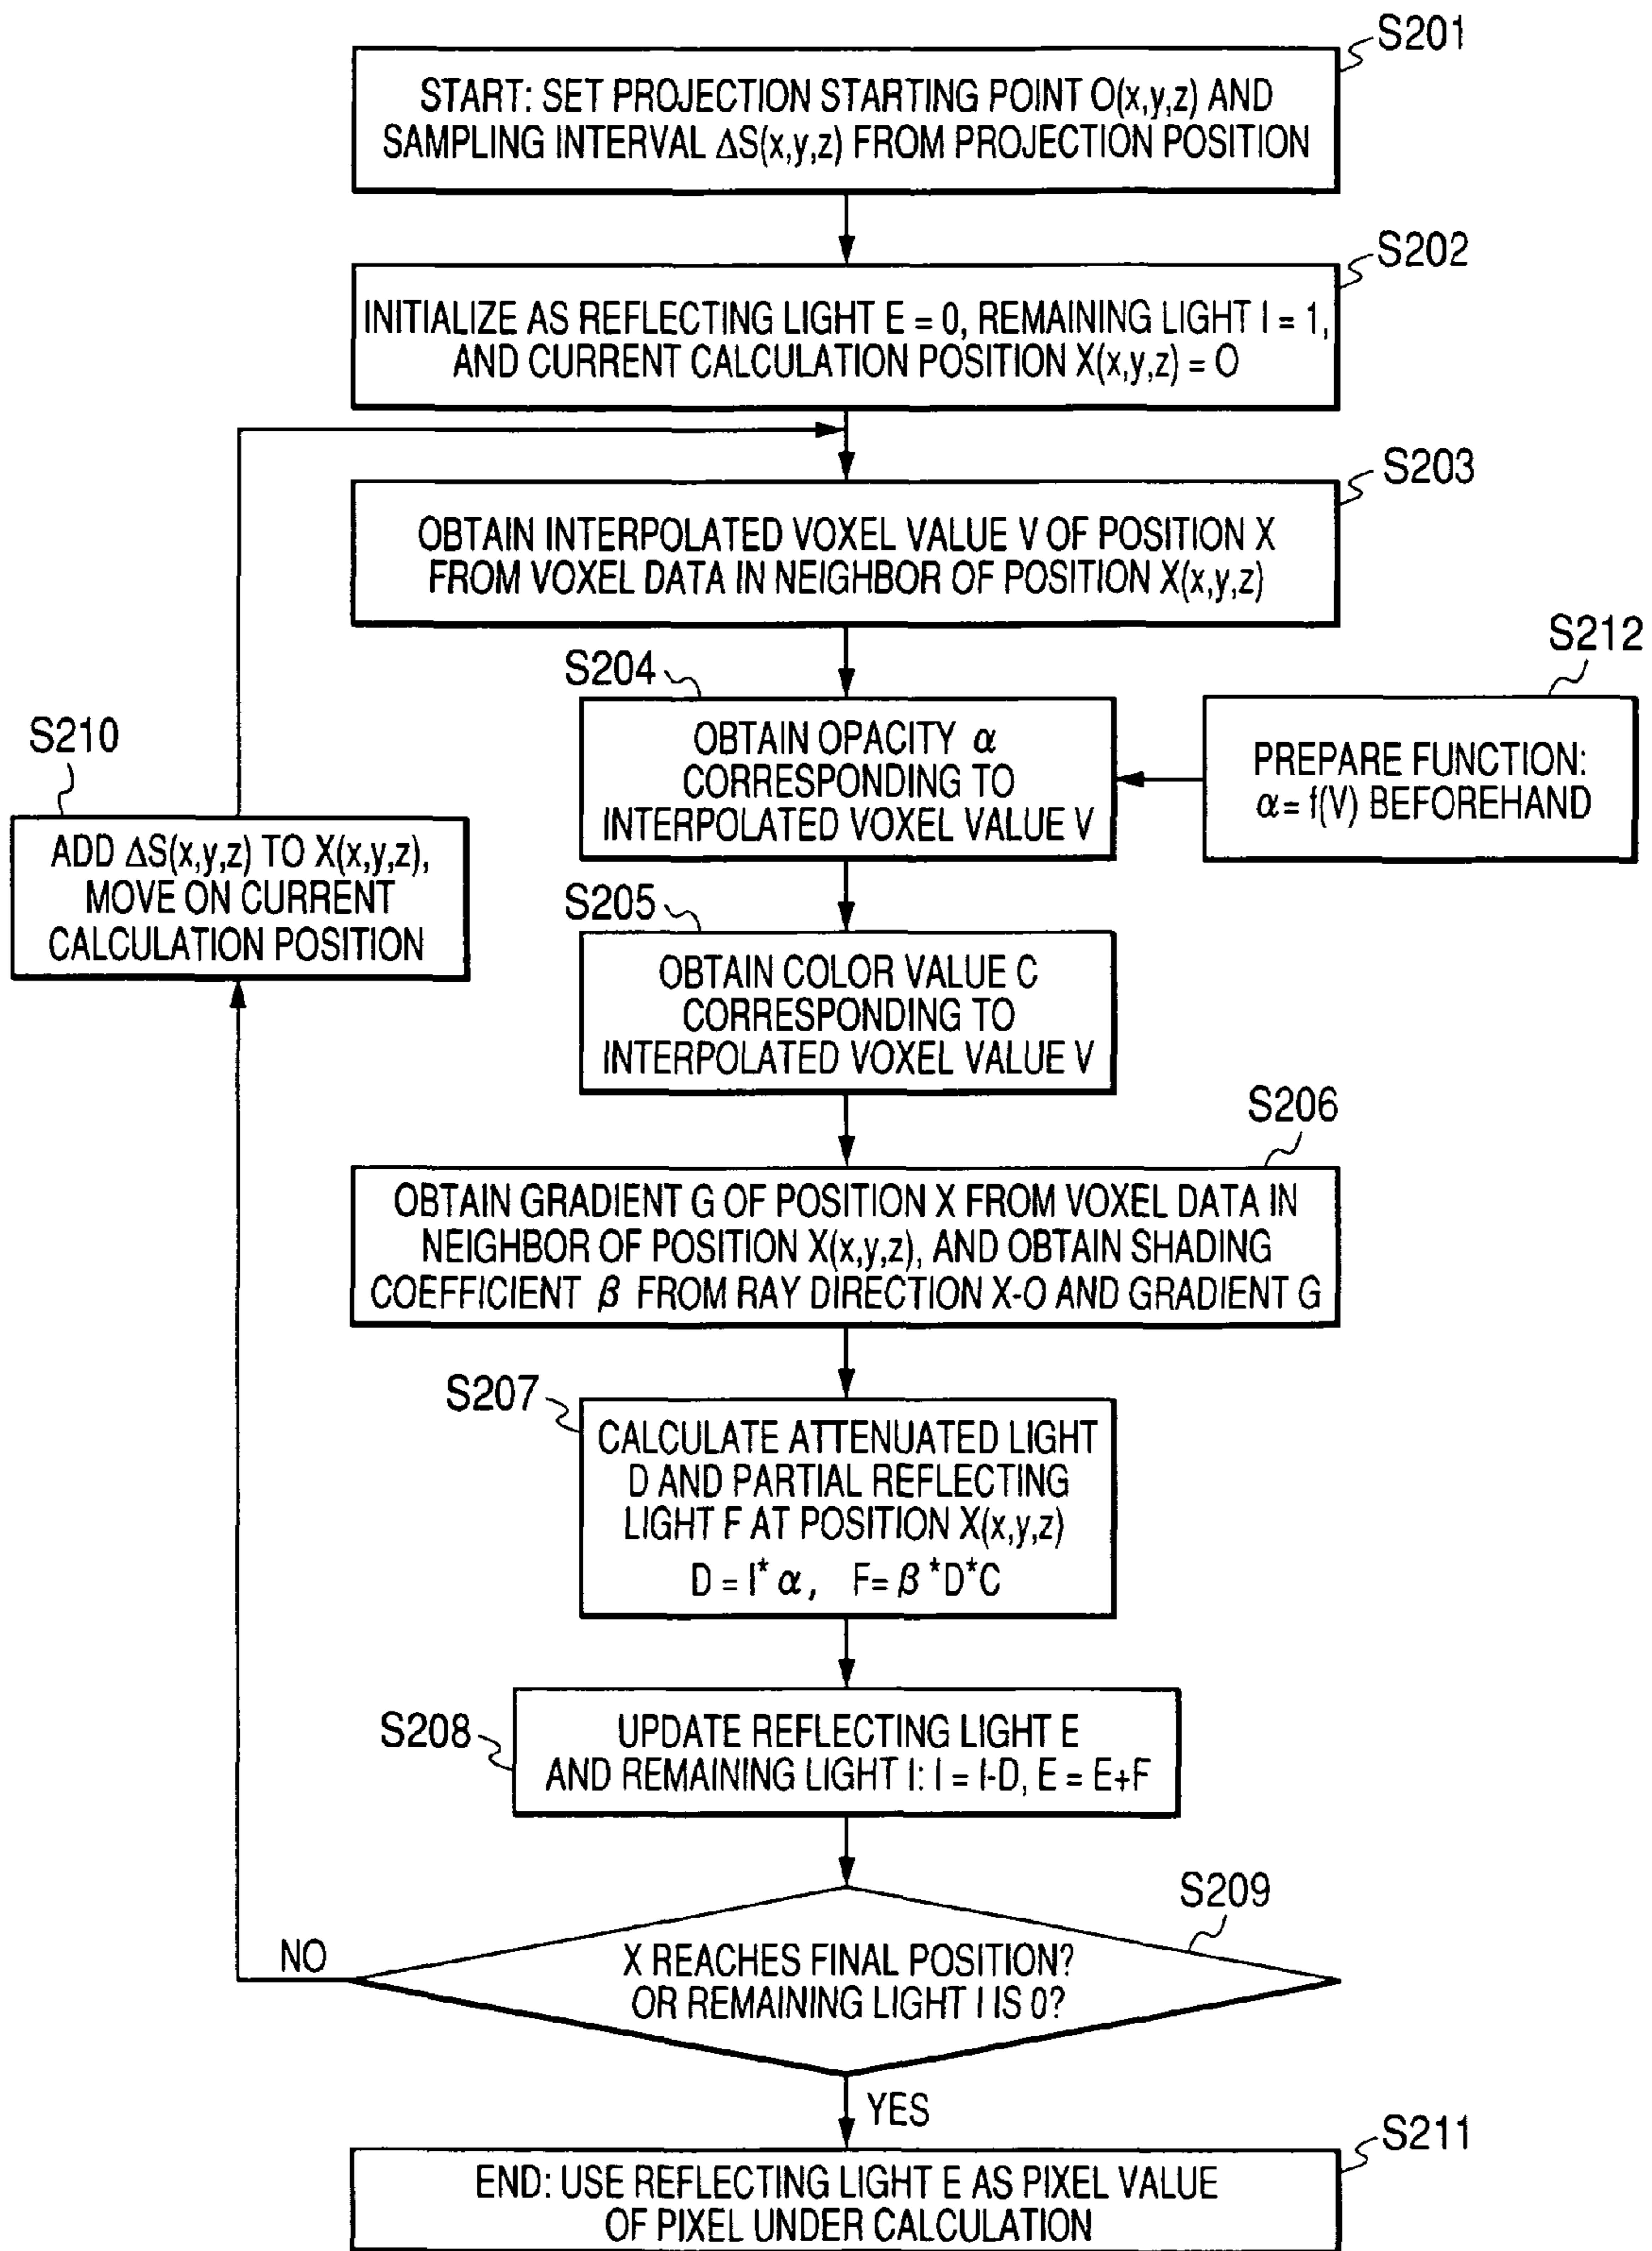 S201
START: SET PROJECTION STARTING POINT O(x,y,z) AND
SAMPLING INTERVAL ΔS(x,y,z) FROM PROJECTION POSITION
S202
INITIALIZE AS REFLECTING LIGHT E = 0, REMAINING LIGHT I = 1,
AND CURRENT CALCULATION POSITION X(x,y,z) = O
S203
OBTAIN INTERPOLATED VOXEL VALUE V OF POSITION X
FROM VOXEL DATA IN NEIGHBOR OF POSITION X(x,y,z)
S204
OBTAIN OPACITY α
CORRESPONDING TO
INTERPOLATED VOXEL VALUE V
S212
PREPARE FUNCTION:
α = f(V) BEFOREHAND
S210
ADD ΔS(x,y,z) TO X(x,y,z),
MOVE ON CURRENT
CALCULATION POSITION
S205
OBTAIN COLOR VALUE C
CORRESPONDING TO
INTERPOLATED VOXEL VALUE V
S206
OBTAIN GRADIENT G OF POSITION X FROM VOXEL DATA IN
NEIGHBOR OF POSITION X(x,y,z), AND OBTAIN SHADING
COEFFICIENT β FROM RAY DIRECTION X-O AND GRADIENT G
S207
CALCULATE ATTENUATED LIGHT
D AND PARTIAL REFLECTING
LIGHT F AT POSITION X(x,y,z)
D = I* α, F= β *D*C
S208
UPDATE REFLECTING LIGHT E
AND REMAINING LIGHT I: I = I-D, E = E+F
S209
X REACHES FINAL POSITION?
OR REMAINING LIGHT I IS 0?
NO
YES
S211
END: USE REFLECTING LIGHT E AS PIXEL VALUE
OF PIXEL UNDER CALCULATION